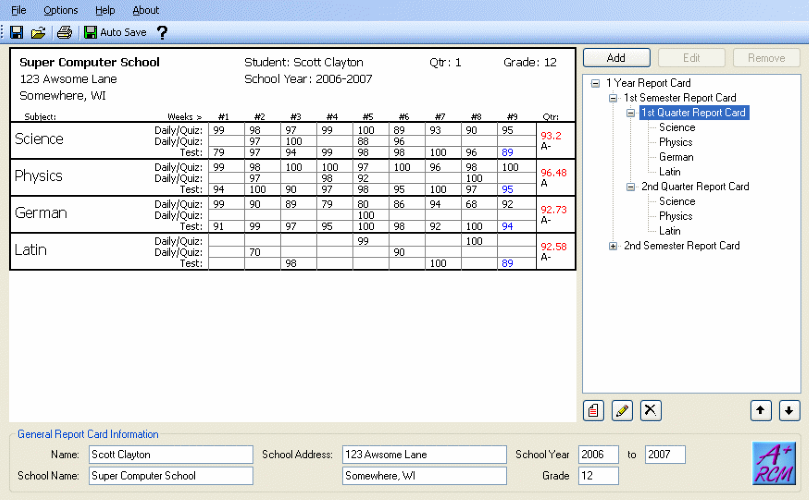 File Options Help About
Auto Save ?
Add Edit Remove
Super Computer School Student: Scott Clayton Qtr: 1 Grade: 12
123 Awsome Lane School Year: 2006-2007
Somewhere, WI
Subject: Weeks > #1 #2 #3 #4 #5 #6 #7 #8 #9 Qtr:
Science Daily/Quiz: 99 98 97 99 100 89 93 90 95 93.2
Daily/Quiz: 97 100 88 96 A-
Test: 79 97 94 99 98 98 100 96 89
Physics Daily/Quiz: 99 98 100 100 97 100 96 98 100 96.48
Daily/Quiz: 97 98 92 100 A
Test: 94 100 90 97 98 95 100 97 95
German Daily/Quiz: 99 90 89 79 80 86 94 68 92 92.73
Daily/Quiz: 100 A-
Test: 91 99 97 95 100 98 92 100 94
Latin Daily/Quiz: 99 100 92.58
Daily/Quiz: 70 90 A-
Test: 98 100 89
1 Year Report Card
1st Semester Report Card
1st Quarter Report Card
Science
Physics
German
Latin
2nd Quarter Report Card
Science
Physics
Latin
2nd Semester Report Card
General Report Card Information
Name: Scott Clayton School Address: 123 Awsome Lane School Year 2006 to 2007
School Name: Super Computer School Somewhere, WI Grade 12
A+
RCM